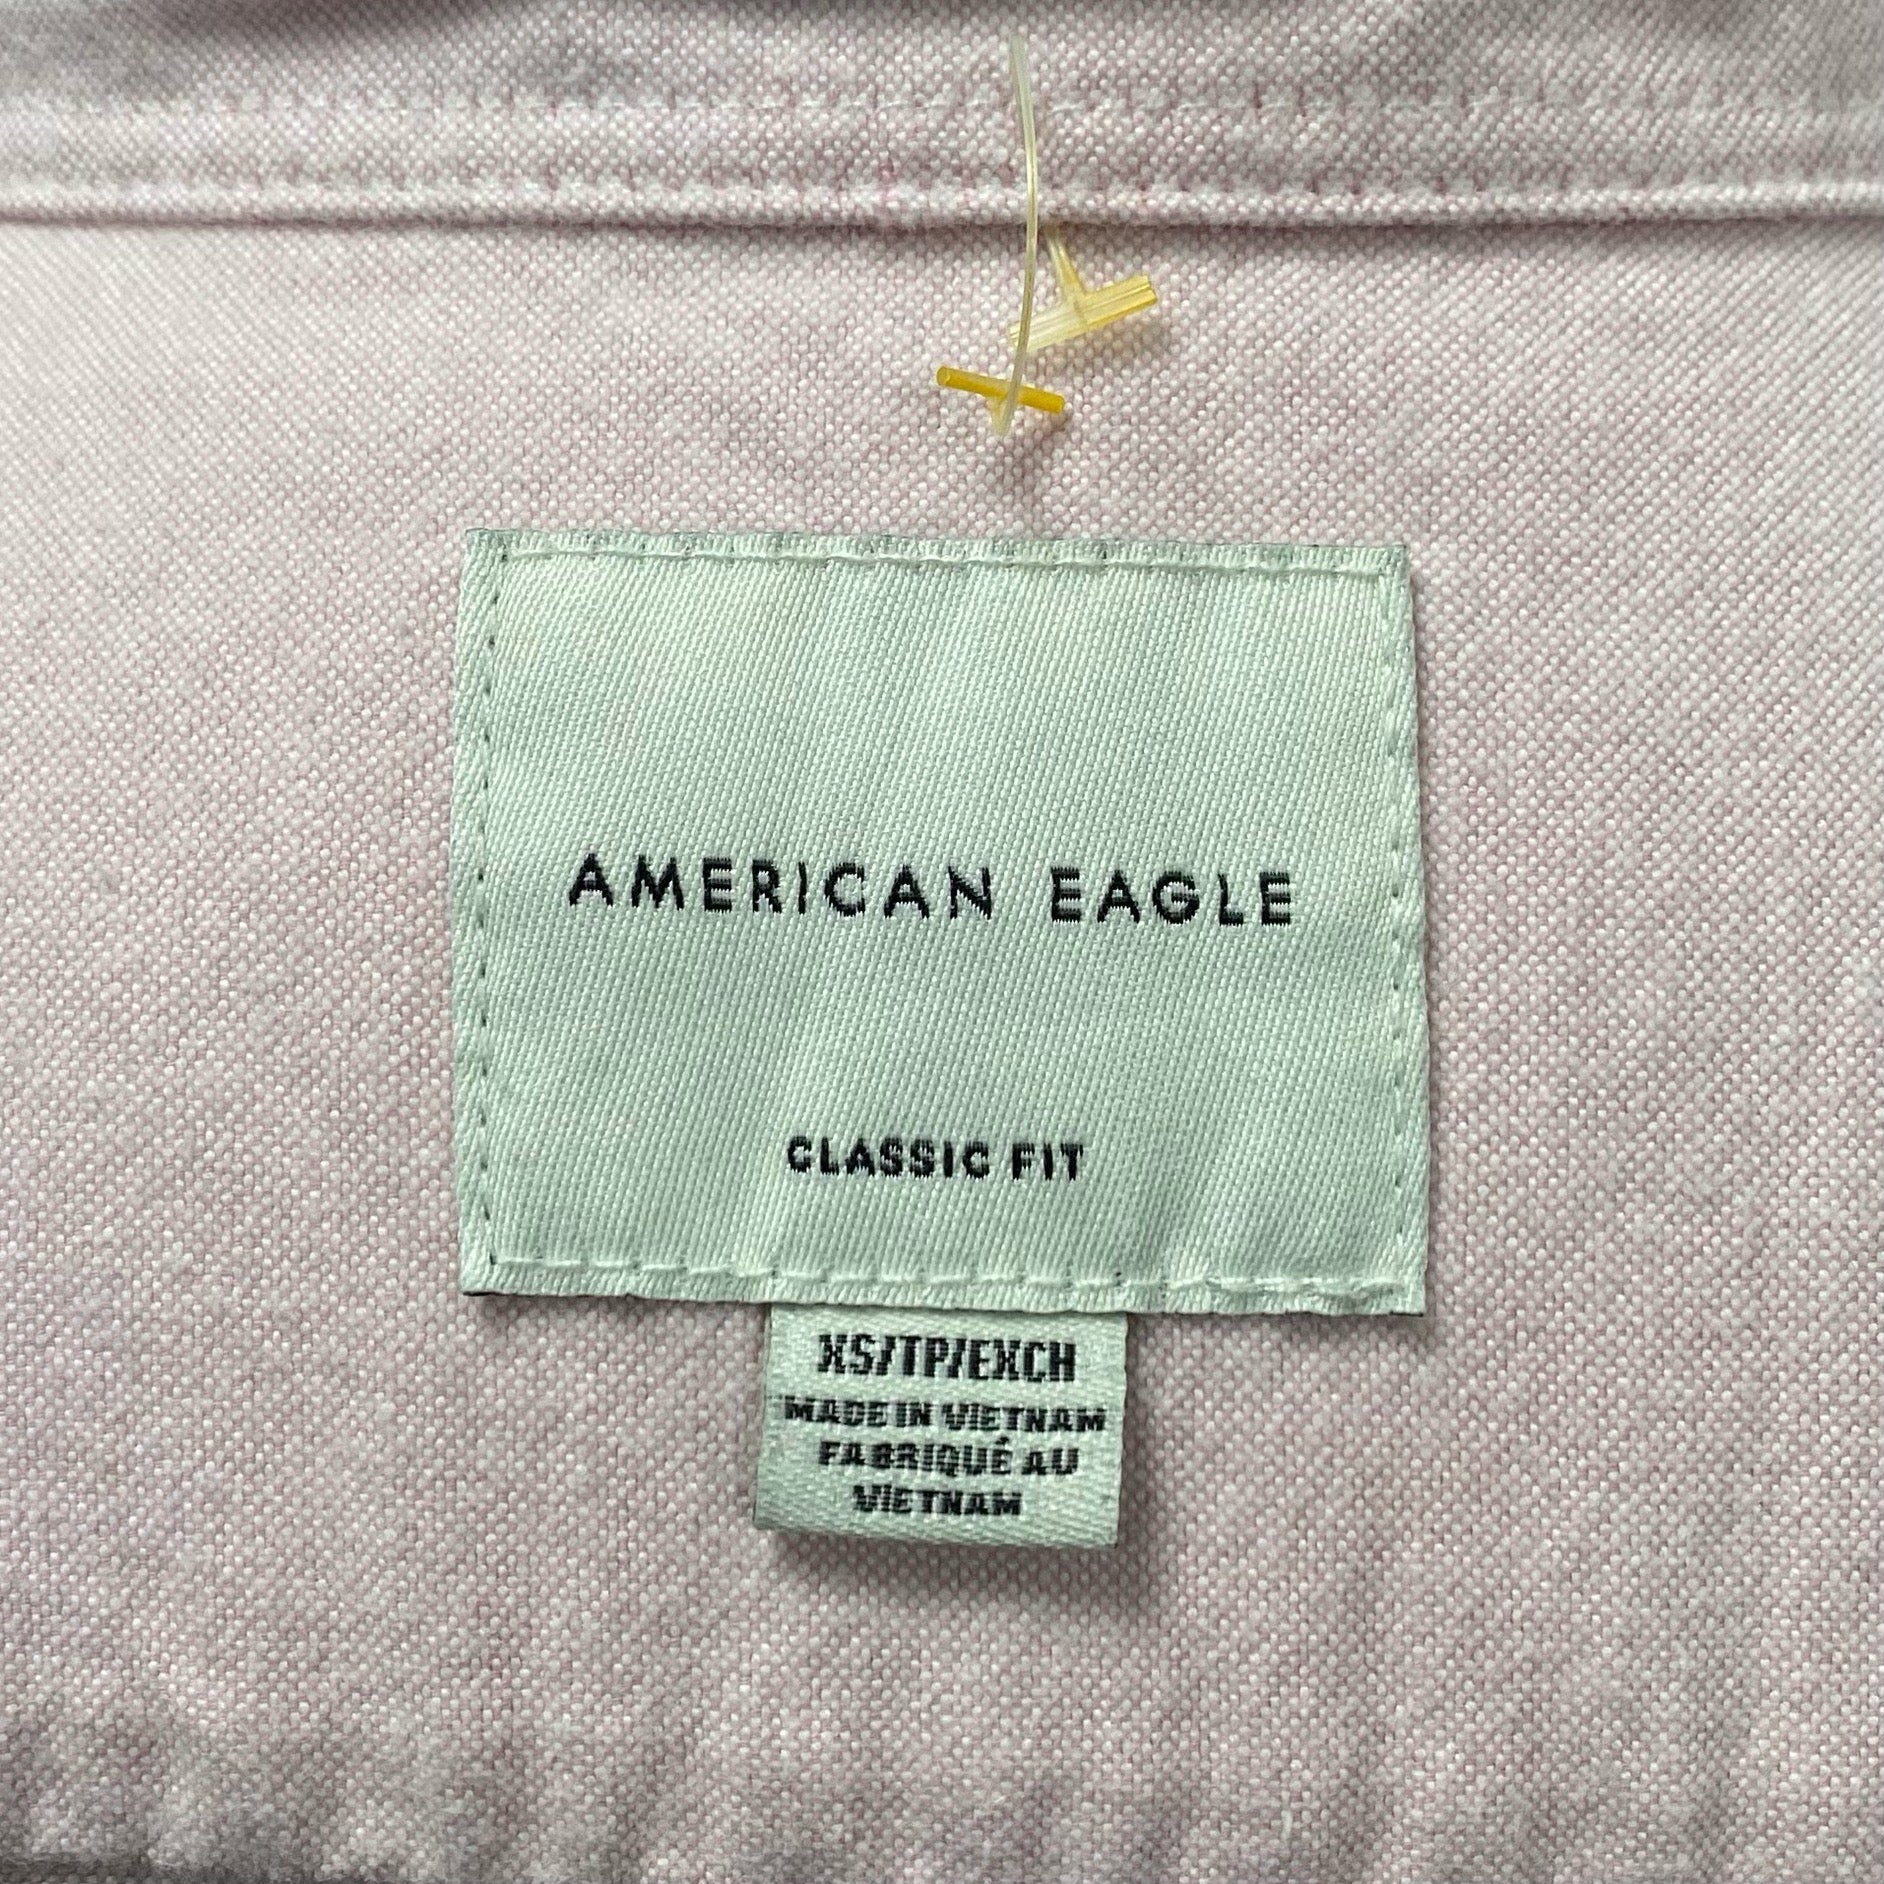 AMERICAN EAGLE
CLASSIC FIT
XS/TP/EXCH
MADE IN VIETNAM
FABRIQUÉ AU
VIETNAM